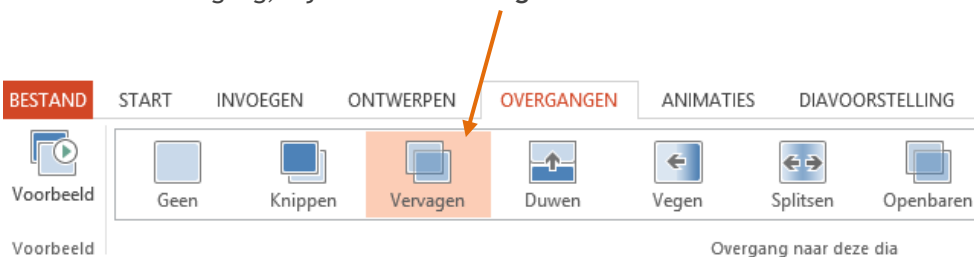 BESTAND START INVOEGEN ONTWERPEN OVERGANGEN ANIMATIES DIAVOORSTELLING
Voorbeeld Geen Knippen Vervagen Duwen Vegen Splitsen Openbaren
Voorbeeld Overgang naar deze dia